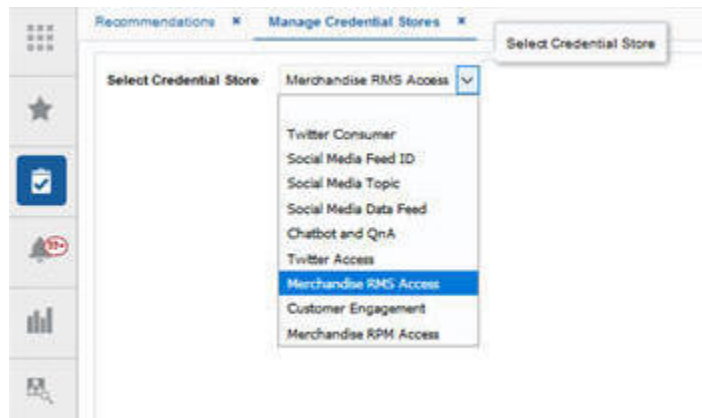 Recommendations × Manage Credential Stores ×
Select Credential Store
Select Credential Store Merchandise RMS Access
Twitter Consumer
Social Media Feed ID
Social Media Topic
Social Media Data Feed
Chatbot and QnA
Twitter Access
Merchandise RMS Access
Customer Engagement
Merchandise RPM Access
99+